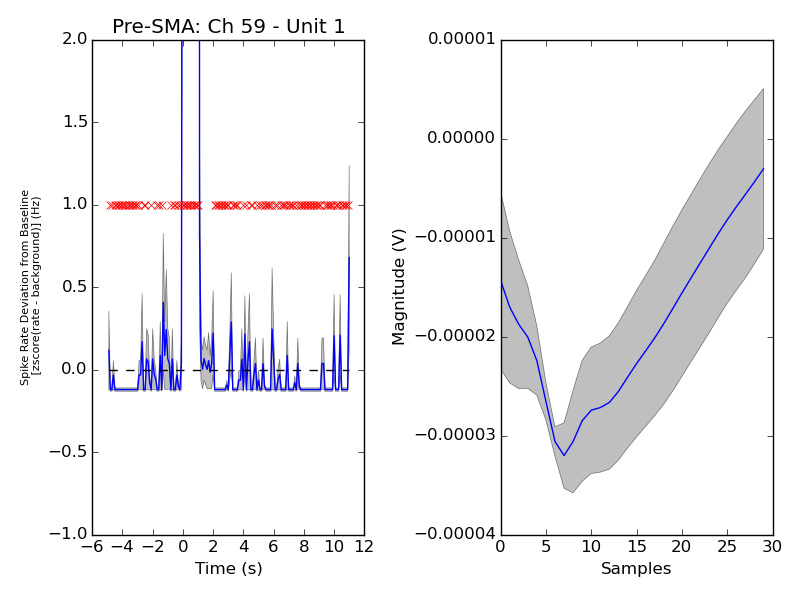 Pre-SMA: Ch 59 - Unit 1
Spike Rate Deviation from Baseline
[zscore(rate - background)] (Hz)
2.0
1.5
1.0
0.5
0.0
−0.5
−1.0
−6 −4 −2 0 2 4 6 8 10 12
Time (s)
Magnitude (V)
0.00001
0.00000
−0.00001
−0.00002
−0.00003
−0.00004
0 5 10 15 20 25 30
Samples